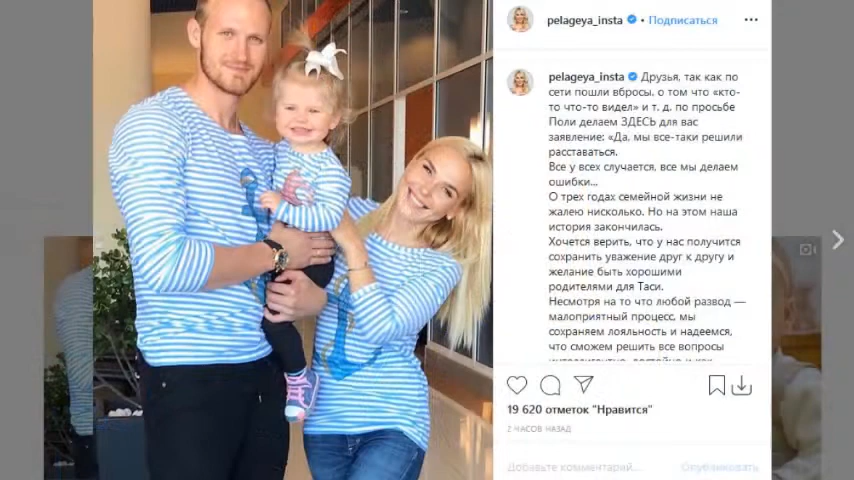 pelageya_insta • Подписаться
pelageya_insta Друзья, так как по
сети пошли вбросы, о том что «кто-
то что-то видел» и т. д. по просьбе
Поли делаем ЗДЕСЬ для вас
заявление: «Да, мы все-таки решили
расставаться.
Все у всех случается, все мы делаем
ошибки...
О трех годах семейной жизни не
жалею нисколько. Но на этом наша
история закончилась.
Хочется верить, что у нас получится
сохранить уважение друг к другу и
желание быть хорошими
родителями для Таси.
Несмотря на то что любой развод —
малоприятный процесс, мы
сохраняем лояльность и надеемся,
что сможем решить все вопросы
19 620 отметок "Нравится"
2 ЧАСОВ НАЗАД
Добавьте комментарий...
Опубликовать